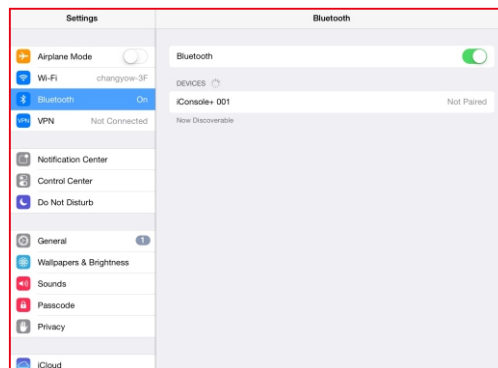 Settings
Airplane Mode
Wi-Fi changyow-3F
Bluetooth On
VPN VPN Not Connected
Notification Center
Control Center
Do Not Disturb
General 1
Wallpapers & Brightness
Sounds
Passcode
Privacy
iCloud
Bluetooth
Bluetooth
DEVICES
iConsole+ 001 Not Paired
Now Discoverable